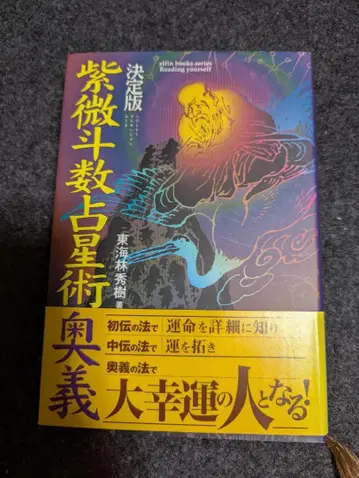 elfin books series
Reading yourself
決定版
紫微斗数占星術奥義
東海林秀樹 著
初伝の法で 運命を詳細に知り
中伝の法で 運を拓き
奥義の法で
大幸運の人となる!